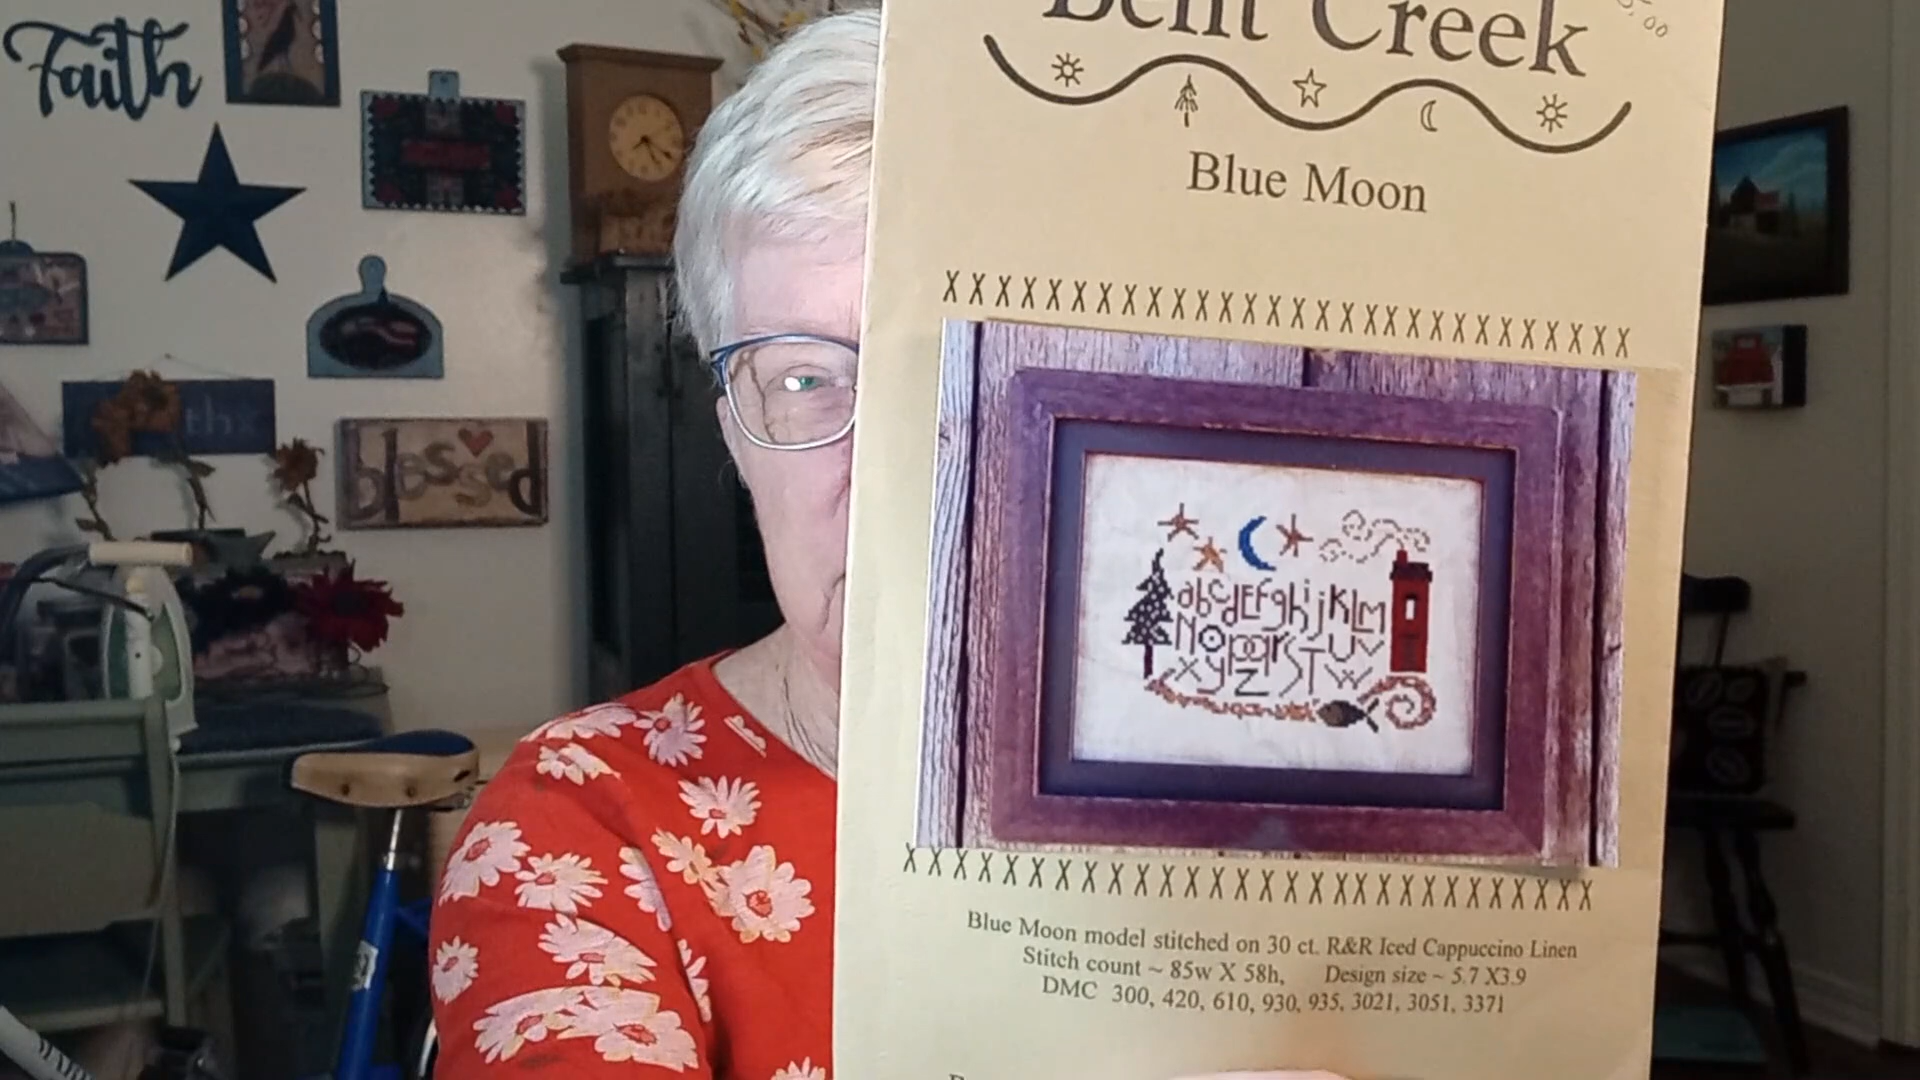 Faith
blessed
Bent Creek
Blue Moon
XXXXXXXXXXXXXXXXXXXXXXXXXXXXXX
abcdEfghijKLM
NopqrSTUV
xyz W
XXXXXXXXXXXXXXXXXXXXXXXXXXXX
Blue Moon model stitched on 30 ct. R&R Iced Cappuccino Linen
Stitch count ~ 85w X 58h, Design size ~ 5.7 X3.9
DMC 300, 420, 610, 930, 935, 3021, 3051, 3371